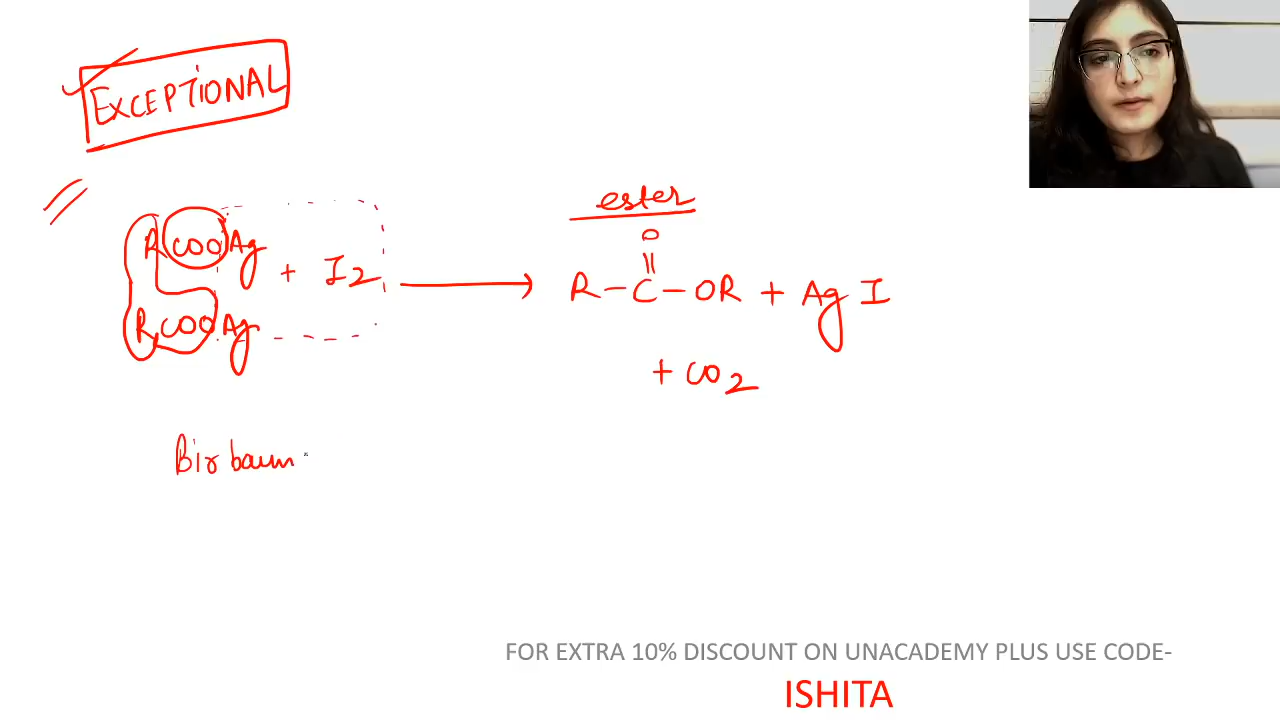 EXCEPTIONAL
ester
O
RCOOAg + I2 → R-C-OR + AgI
RCOOAg
+ CO2
Birbaum
FOR EXTRA 10% DISCOUNT ON UNACADEMY PLUS USE CODE-
ISHITA